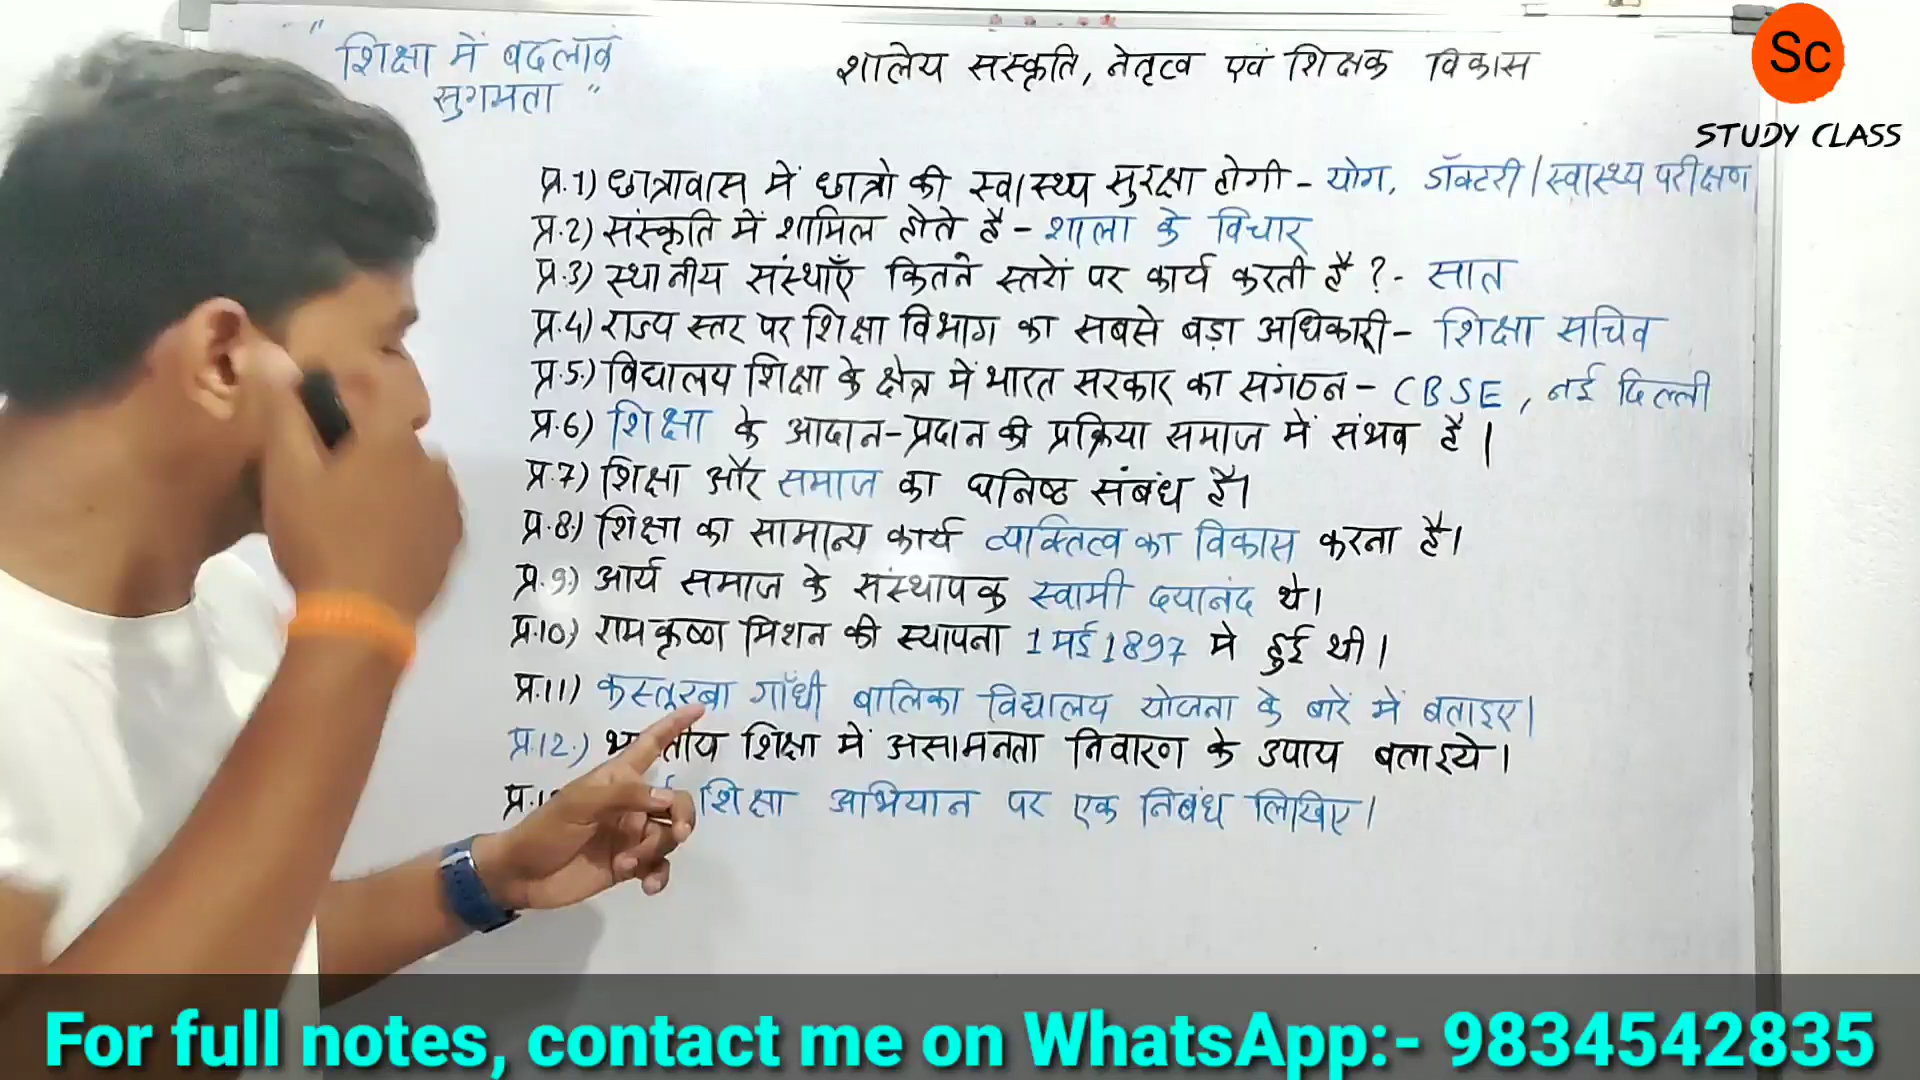 "शिक्षा में बदलाव
सुगमता"
शालेय संस्कृति, नेतृत्व एवं शिक्षक विकास
Sc
STUDY CLASS
प्र.1) छात्रावास में छात्रो की स्वास्थ्य सुरक्षा होगी - योग, डॉक्टरी/स्वास्थ्य परीक्षण
प्र.2) संस्कृति में शामिल होते है - शाला के विचार
प्र.3) स्थानीय संस्थाएँ कितने स्तरों पर कार्य करती है ? - सात
प्र.4) राज्य स्तर पर शिक्षा विभाग का सबसे बड़ा अधिकारी - शिक्षा सचिव
प्र.5.) विद्यालय शिक्षा के क्षेत्र में भारत सरकार का संगठन - CBSE, नई दिल्ली
प्र.6) शिक्षा के आदान-प्रदान की प्रक्रिया समाज में संभव है।
प्र.7) शिक्षा और समाज का घनिष्ठ संबंध है।
प्र.8.) शिक्षा का सामान्य कार्य व्यक्तित्व का विकास करना है।
प्र.9.) आर्य समाज के संस्थापक स्वामी दयानंद थे।
प्र.10) रामकृष्ण मिशन की स्थापना 1 मई 1897 मे हुई थी।
प्र.11) कस्तूरबा गाँधी बालिका विद्यालय योजना के बारें में बताइए।
प्र.12.) शिक्षा में असामनता निवारण के उपाय बताइये।
शिक्षा अभियान पर एक निबंध लिखिए।
For full notes, contact me on WhatsApp:- 9834542835